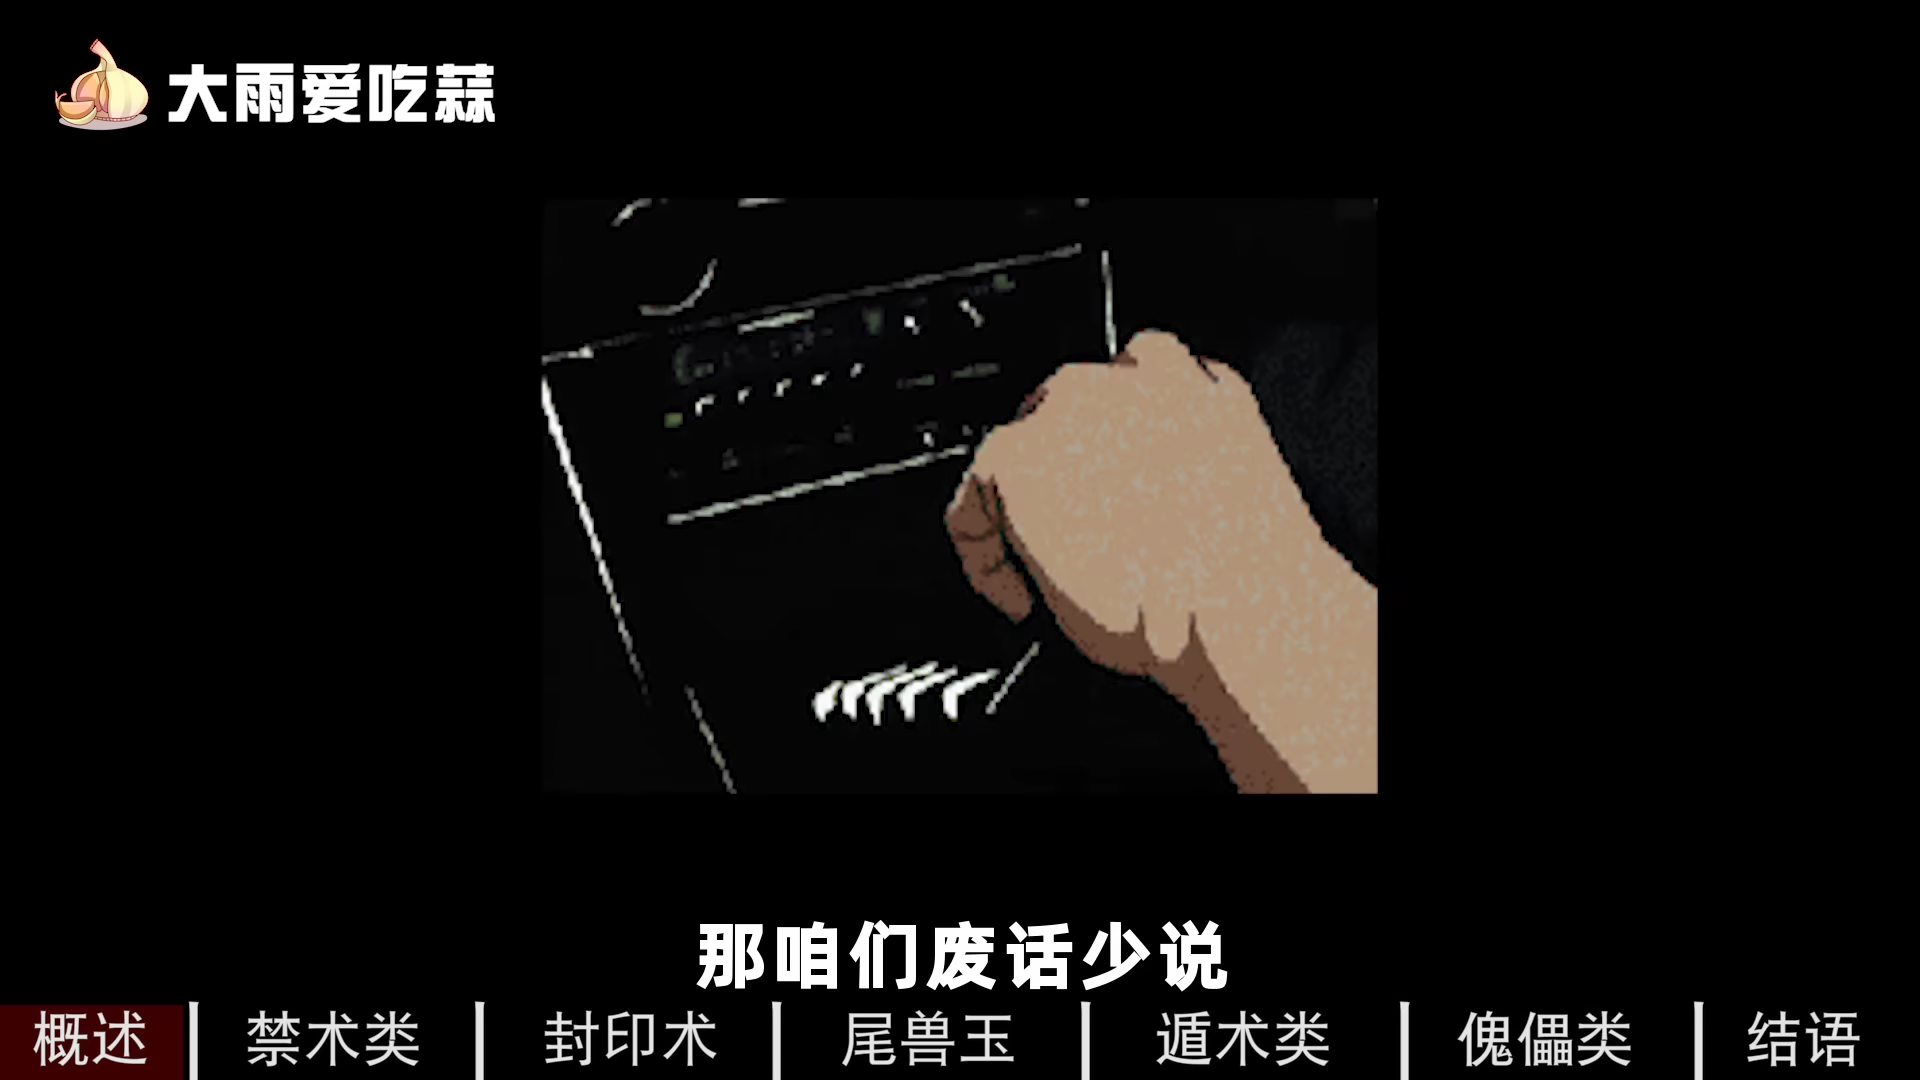 大雨爱吃蒜
那咱们废话少说
概述
禁术类
封印术
尾兽玉
遁术类
傀儡类
结语